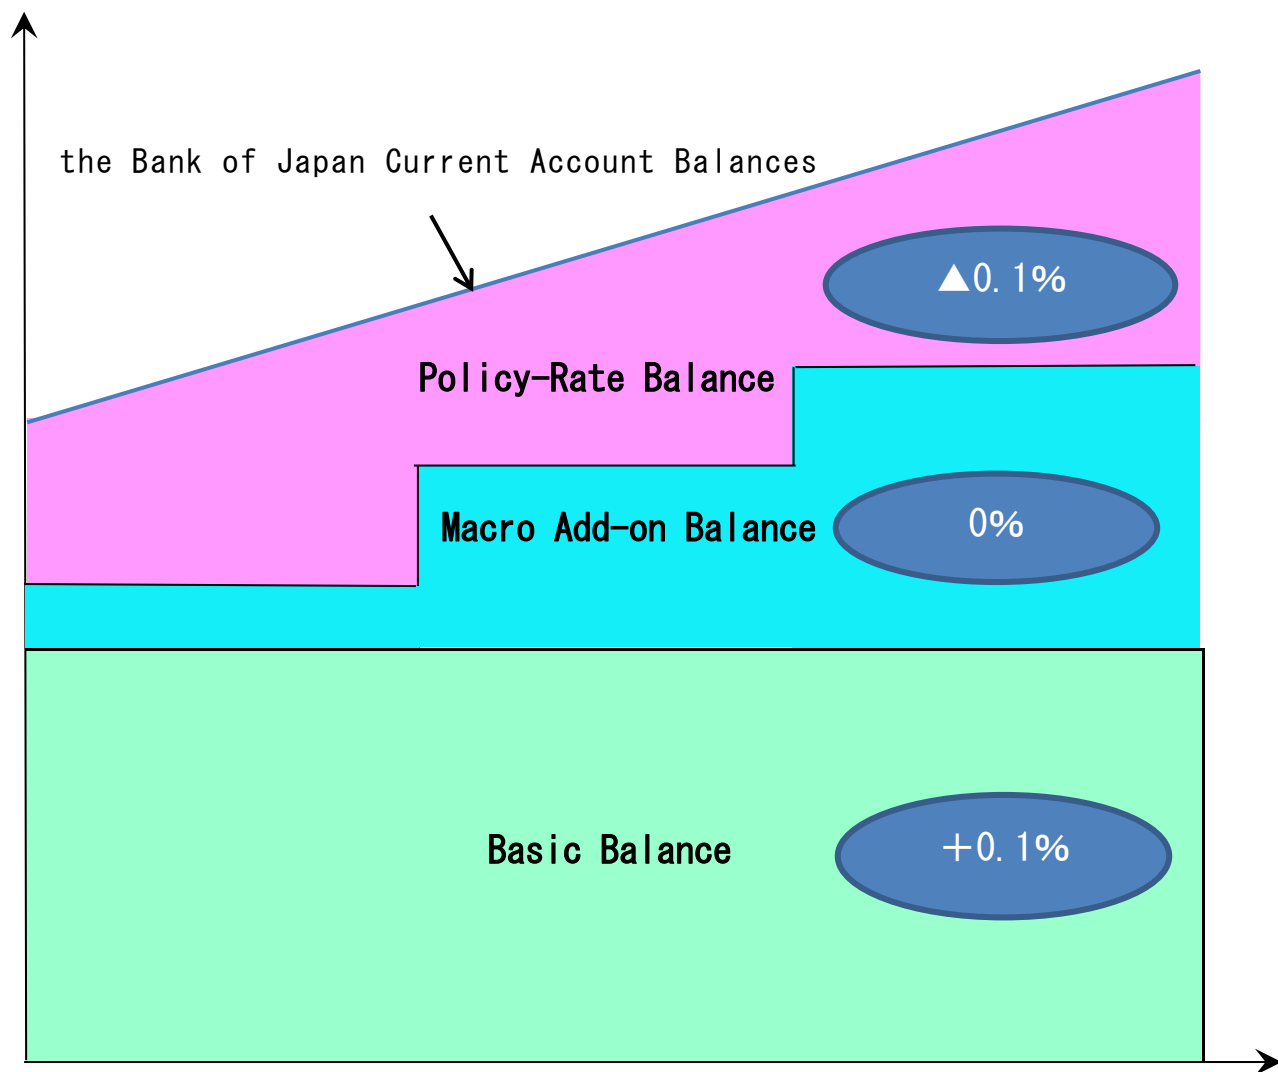 the Bank of Japan Current Account Balances
▲0.1%
Policy-Rate Balance
Macro Add-on Balance
0%
Basic Balance
+0.1%